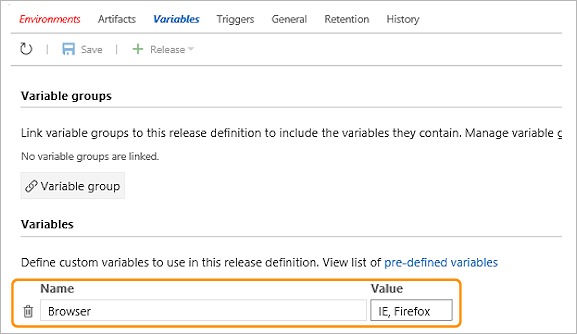 Environments Artifacts Variables Triggers General Retention History
Save Release
Variable groups
Link variable groups to this release definition to include the variables they contain. Manage variable g
No variable groups are linked.
Variable group
Variables
Define custom variables to use in this release definition. View list of pre-defined variables
Name Value
Browser IE, Firefox